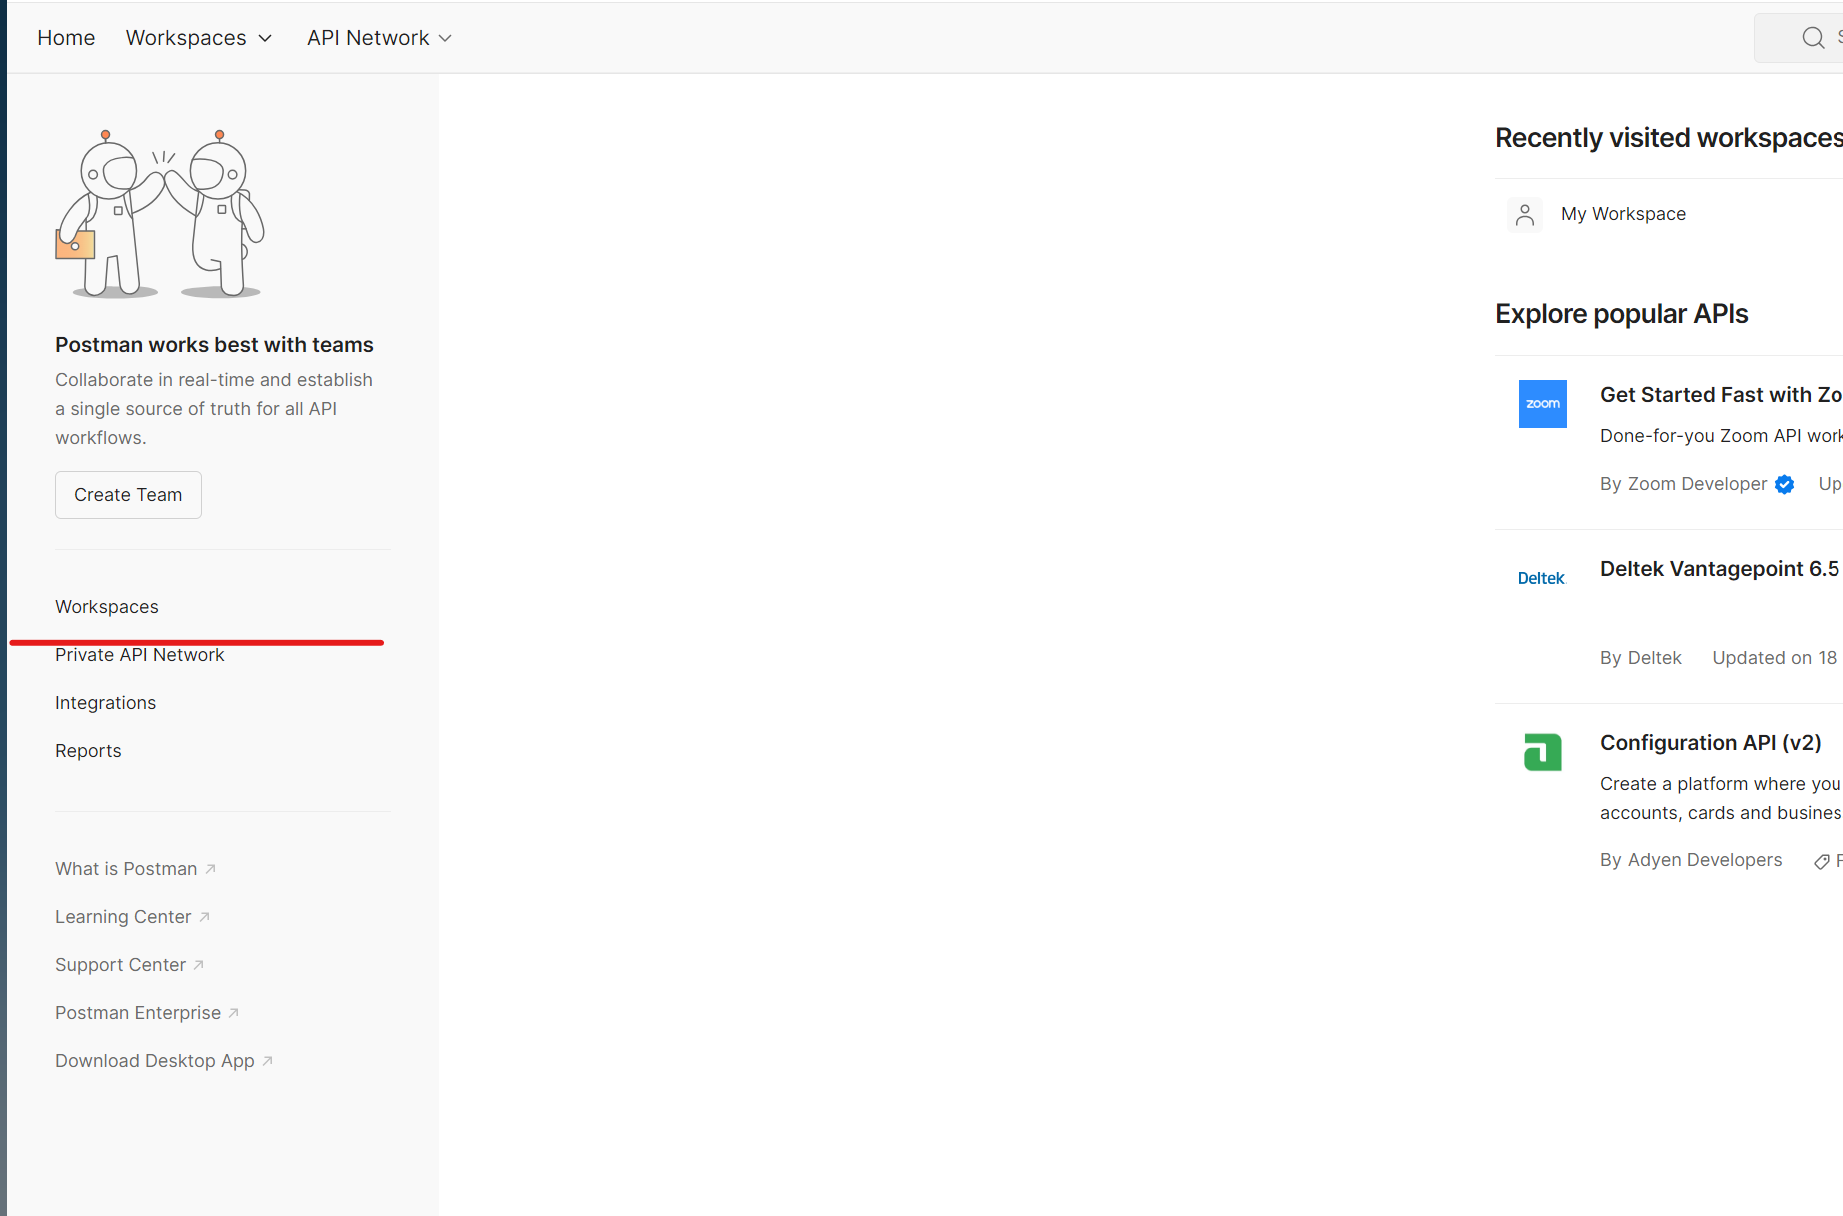 Home Workspaces API Network
Recently visited workspaces
My Workspace
Postman works best with teams
Collaborate in real-time and establish
a single source of truth for all API
workflows.
Create Team
Workspaces
Private API Network
Integrations
Reports
What is Postman
Learning Center
Support Center
Postman Enterprise
Download Desktop App
Explore popular APIs
zoom
Get Started Fast with Zo
Done-for-you Zoom API work
By Zoom Developer Up
Deltek
Deltek Vantagepoint 6.5
By Deltek Updated on 18
Configuration API (v2)
Create a platform where you
accounts, cards and busines
By Adyen Developers